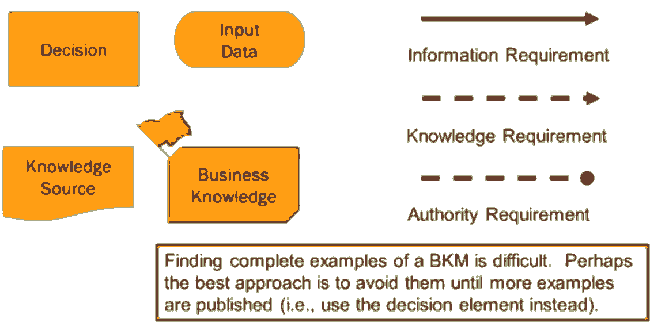 Decision
Input
Data
Information Requirement
Knowledge Requirement
Knowledge
Source
Business
Knowledge
Authority Requirement
Finding complete examples of a BKM is difficult.  Perhaps
the best approach is to avoid them until more examples
are published (i.e., use the decision element instead).